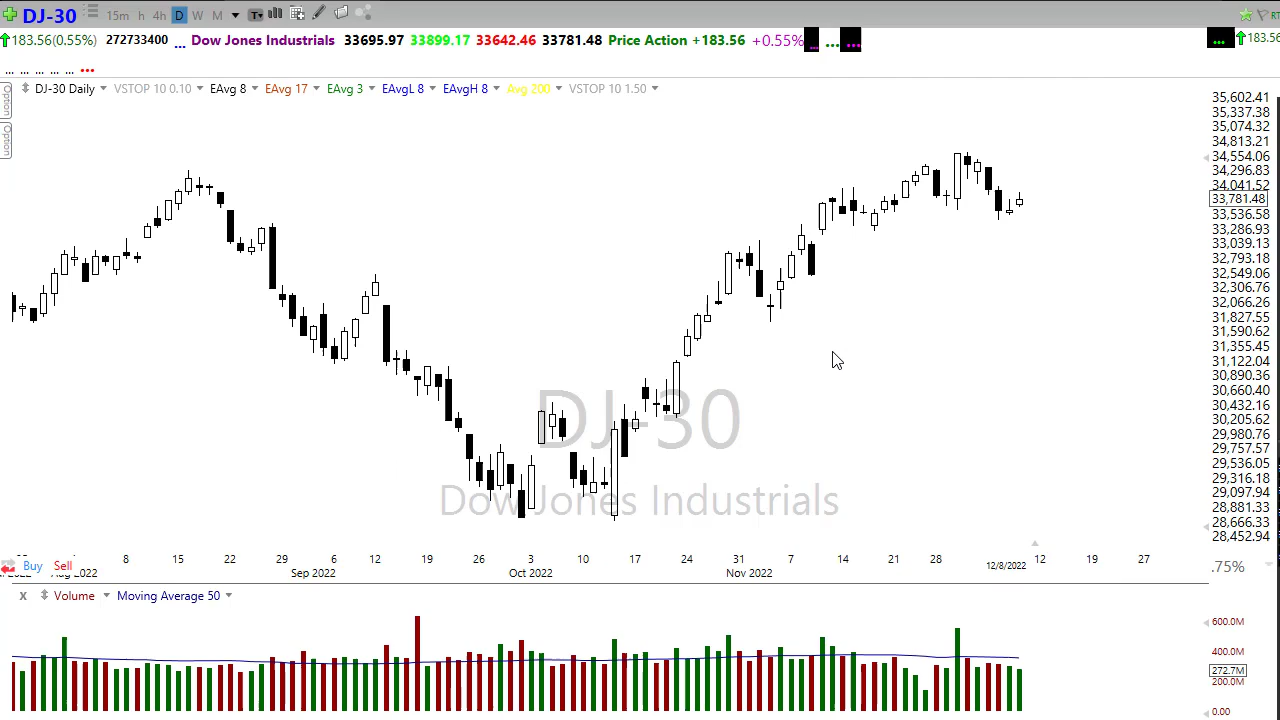 DJ-30 15m h 4h D W M T RT
183.56(0.55%) 272733400 ... Dow Jones Industrials 33695.97 33899.17 33642.46 33781.48 Price Action +183.56 +0.55% ... ... ... ... 183.56
... ... ... ... ... ...
DJ-30 Daily VSTOP 10 0.10 EAvg 8 EAvg 17 EAvg 3 EAvgL 8 EAvgH 8 Avg 200 VSTOP 10 1.50
Option
Option
35,602.41
35,337.38
35,074.32
34,813.21
34,554.06
34,296.83
34,041.52
33,781.48
33,536.58
33,286.93
33,039.13
32,793.18
32,549.06
32,306.76
32,066.26
31,827.55
31,590.62
31,355.45
31,122.04
30,890.36
30,660.40
30,432.16
30,205.62
29,980.76
29,757.57
29,536.05
29,316.18
29,097.94
28,881.33
28,666.33
28,452.94
DJ-30
Dow Jones Industrials
8 15 22 29 6 12 19 26 3 10 17 24 31 7 14 21 28 12 19 27
Buy Sell
Aug 2022 Sep 2022 Oct 2022 Nov 2022 12/8/2022
.75%
x Volume Moving Average 50
600.0M
400.0M
272.7M
200.0M
0.00